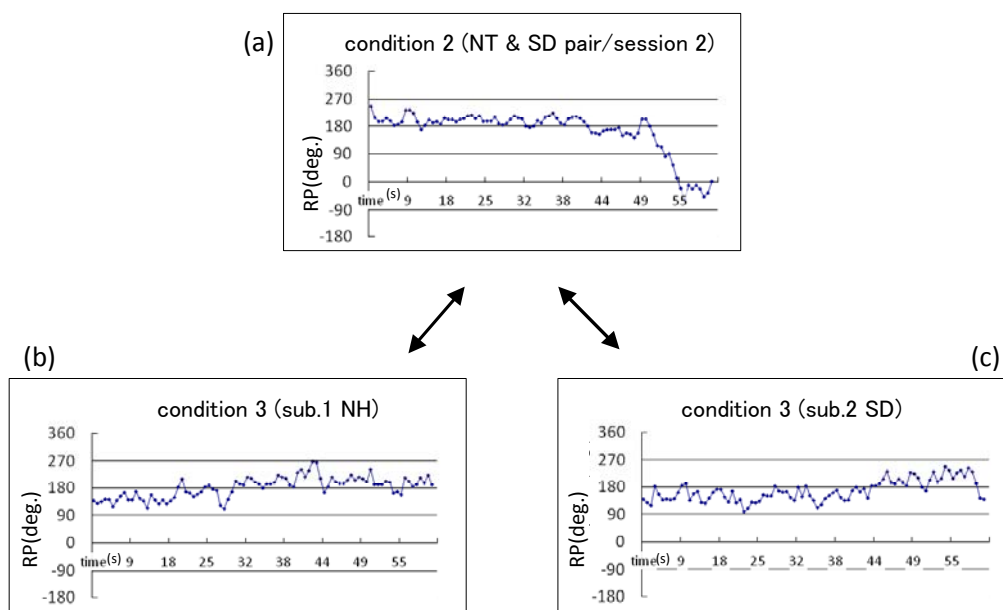 (a)
condition 2 (NT & SD pair/session 2)
360
270
180
90
0
-90
-180
RP(deg.)
time(s) 9 18 25 32 38 44 49 55
(b)
condition 3 (sub.1 NH)
360
270
180
90
0
-90
-180
RP(deg.)
time(s) 9 18 25 32 38 44 49 55
(c)
condition 3 (sub.2 SD)
360
270
180
90
0
-90
-180
RP(deg.)
time(s) 9 18 25 32 38 44 49 55